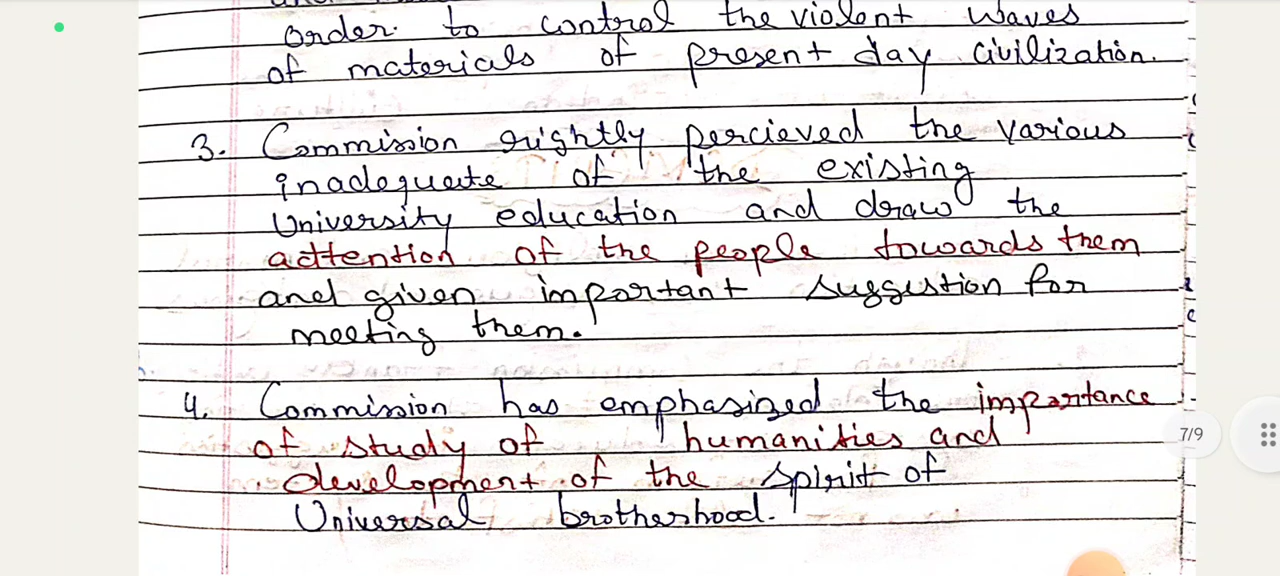 order to control the violent waves
of materials of present day civilization.
3. Commission rightly percieved the various
inadequate of the existing
University education and draw the
adttention of the people towards them
and given important suggestion for
meeting them.
4. Commission has emphasized the importance
of study of humanities and
development of the spirit of
Universal brotherhood.
7/9